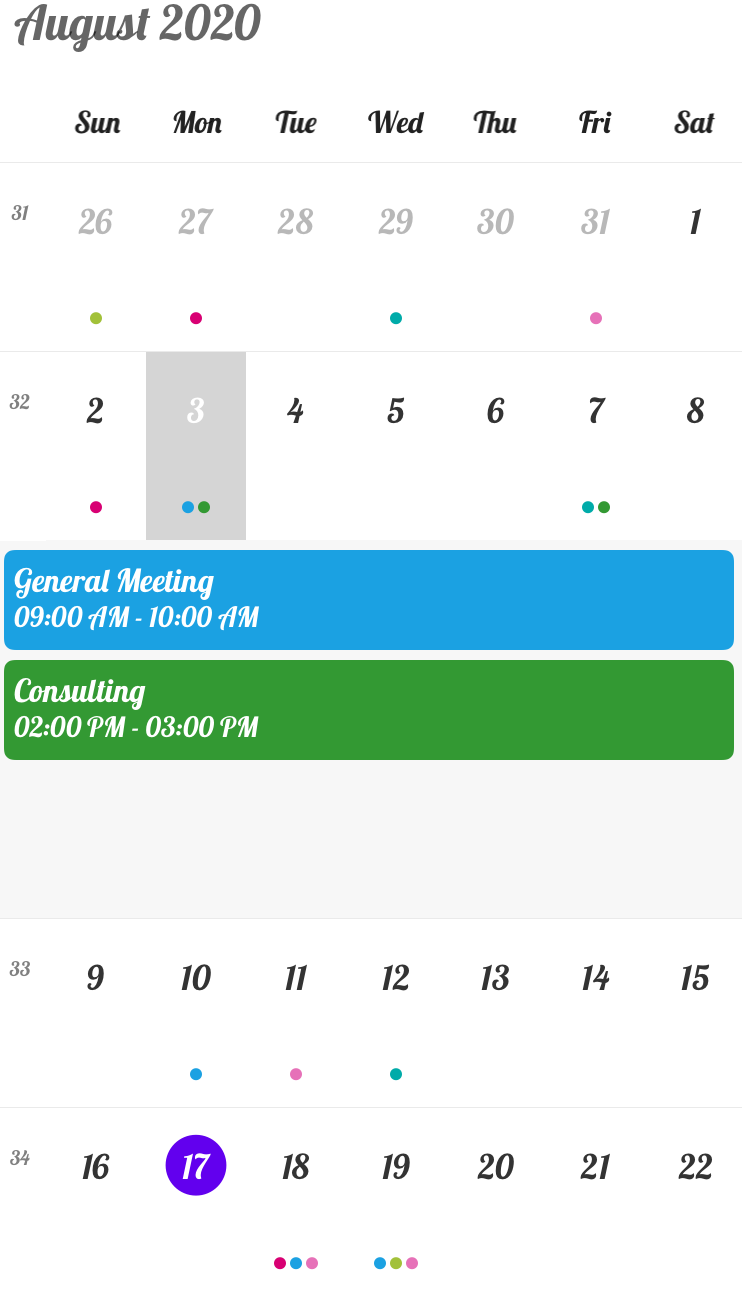 August 2020
Sun Mon Tue Wed Thu Fri Sat
31 26 27 28 29 30 31 1
32 2 3 4 5 6 7 8
General Meeting
09:00 AM - 10:00 AM
Consulting
02:00 PM - 03:00 PM
33 9 10 11 12 13 14 15
34 16 17 18 19 20 21 22